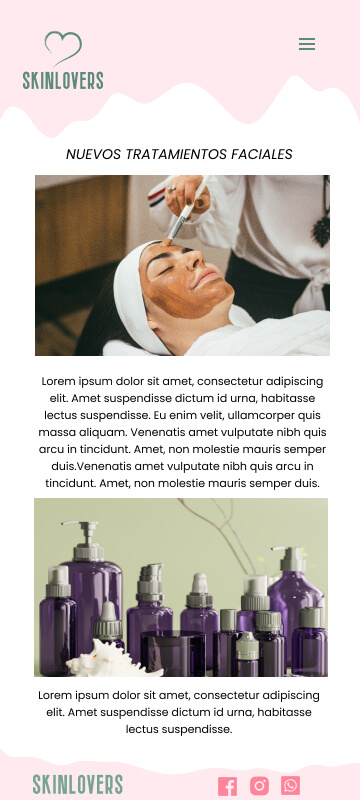 SKINLOVERS
NUEVOS TRATAMIENTOS FACIALES
Lorem ipsum dolor sit amet, consectetur adipiscing
elit. Amet suspendisse dictum id urna, habitasse
lectus suspendisse. Eu enim velit, ullamcorper quis
massa aliquam. Venenatis amet vulputate nibh quis
arcu in tincidunt. Amet, non molestie mauris semper
duis.Venenatis amet vulputate nibh quis arcu in
tincidunt. Amet, non molestie mauris semper duis.
Lorem ipsum dolor sit amet, consectetur adipiscing
elit. Amet suspendisse dictum id urna, habitasse
lectus suspendisse.
SKINLOVERS